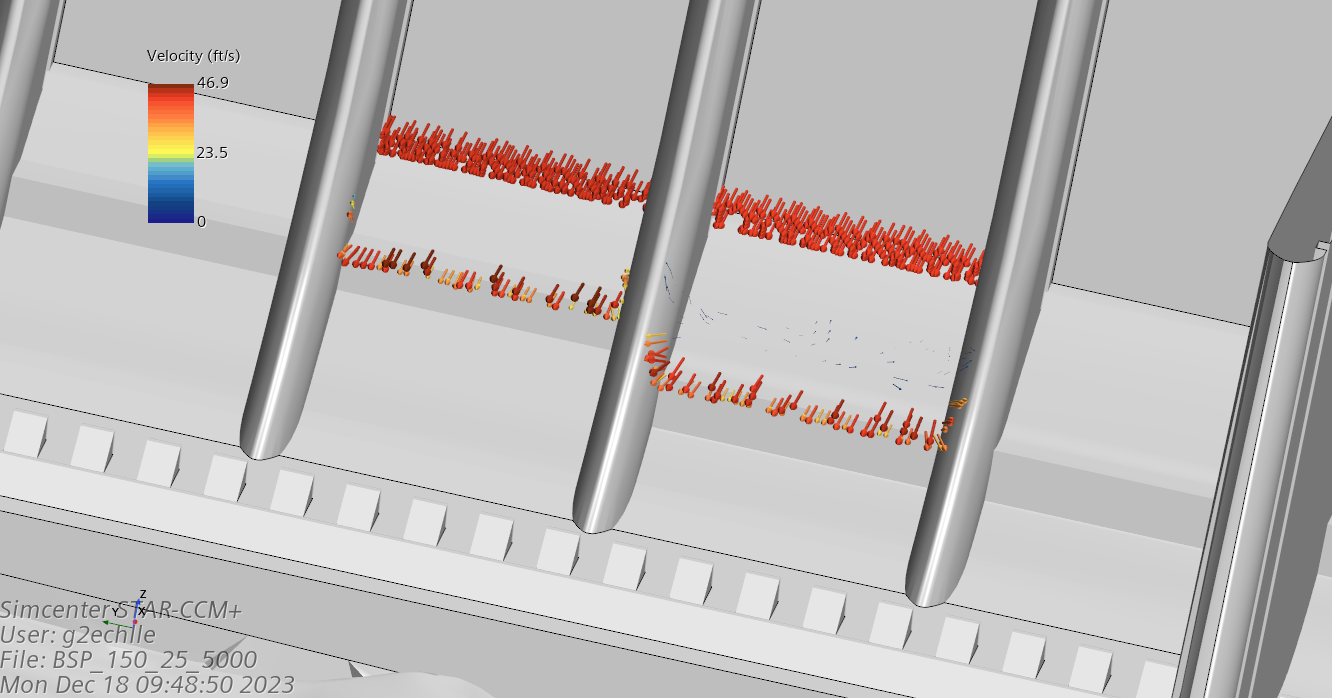 Velocity (ft/s)
46.9
23.5
0
Z
Y X
Simcenter STAR-CCM+
User: g2echlle
File: BSP_150_25_5000
Mon Dec 18 09:48:50 2023